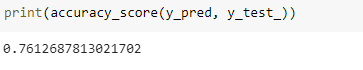 print(accuracy_score(y_pred, y_test_))
0.7612687813021702